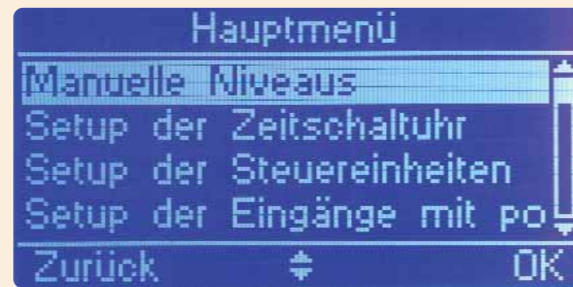 Hauptmenü
Manuelle Niveaus
Setup der Zeitschaltuhr
Setup der Steuereinheiten
Setup der Eingänge mit po
Zurück OK